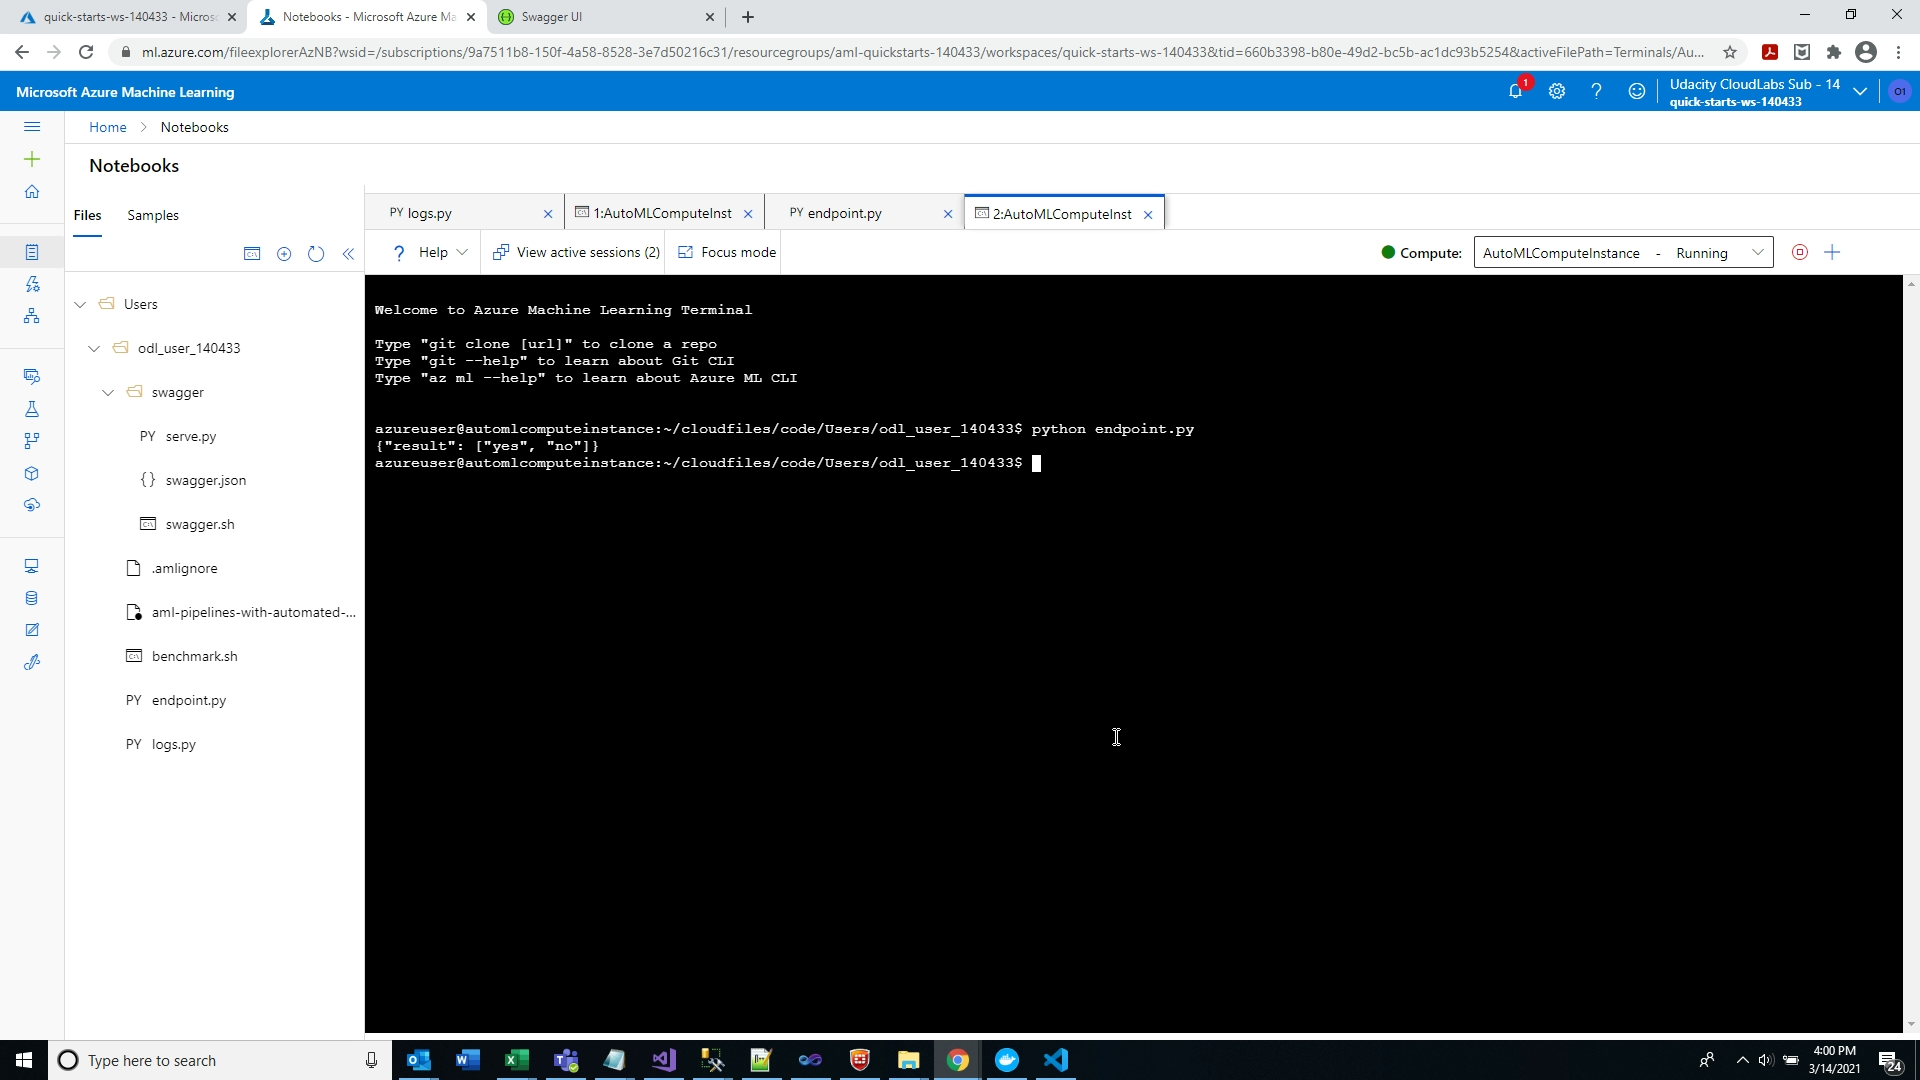 quick-starts-ws-140433 - Micros
Notebooks - Microsoft Azure Ma
Swagger UI
ml.azure.com/fileexplorerAzNB?wsid=/subscriptions/9a7511b8-150f-4a58-8528-3e7d50216c31/resourcegroups/aml-quickstarts-140433/workspaces/quick-starts-ws-140433&tid=660b3398-b80e-49d2-bc5b-ac1dc93b5254&activeFilePath=Terminals/Au...
Microsoft Azure Machine Learning
1
Udacity CloudLabs Sub - 14
quick-starts-ws-140433
O1
Home > Notebooks
Notebooks
Files
Samples
PY logs.py
1:AutoMLComputeInst
PY endpoint.py
2:AutoMLComputeInst
? Help
View active sessions (2)
Focus mode
Compute:
AutoMLComputeInstance - Running
Users
odl_user_140433
swagger
PY serve.py
{} swagger.json
swagger.sh
.amlignore
aml-pipelines-with-automated-...
benchmark.sh
PY endpoint.py
PY logs.py
Welcome to Azure Machine Learning Terminal
Type "git clone [url]" to clone a repo
Type "git --help" to learn about Git CLI
Type "az ml --help" to learn about Azure ML CLI
azureuser@automlcomputeinstance:~/cloudfiles/code/Users/odl_user_140433$ python endpoint.py
{"result": ["yes", "no"]}
azureuser@automlcomputeinstance:~/cloudfiles/code/Users/odl_user_140433$
Type here to search
4:00 PM
3/14/2021
24